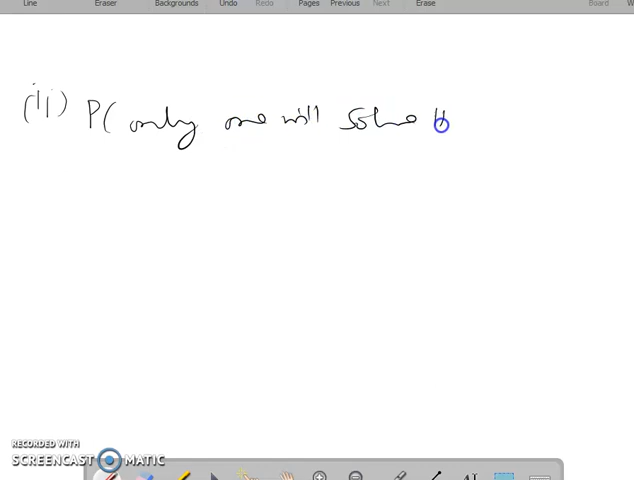 Line Eraser Backgrounds Undo Redo Pages Previous Next Erase Board
(ii) P( only one will solve
RECORDED WITH
SCREENCAST MATIC